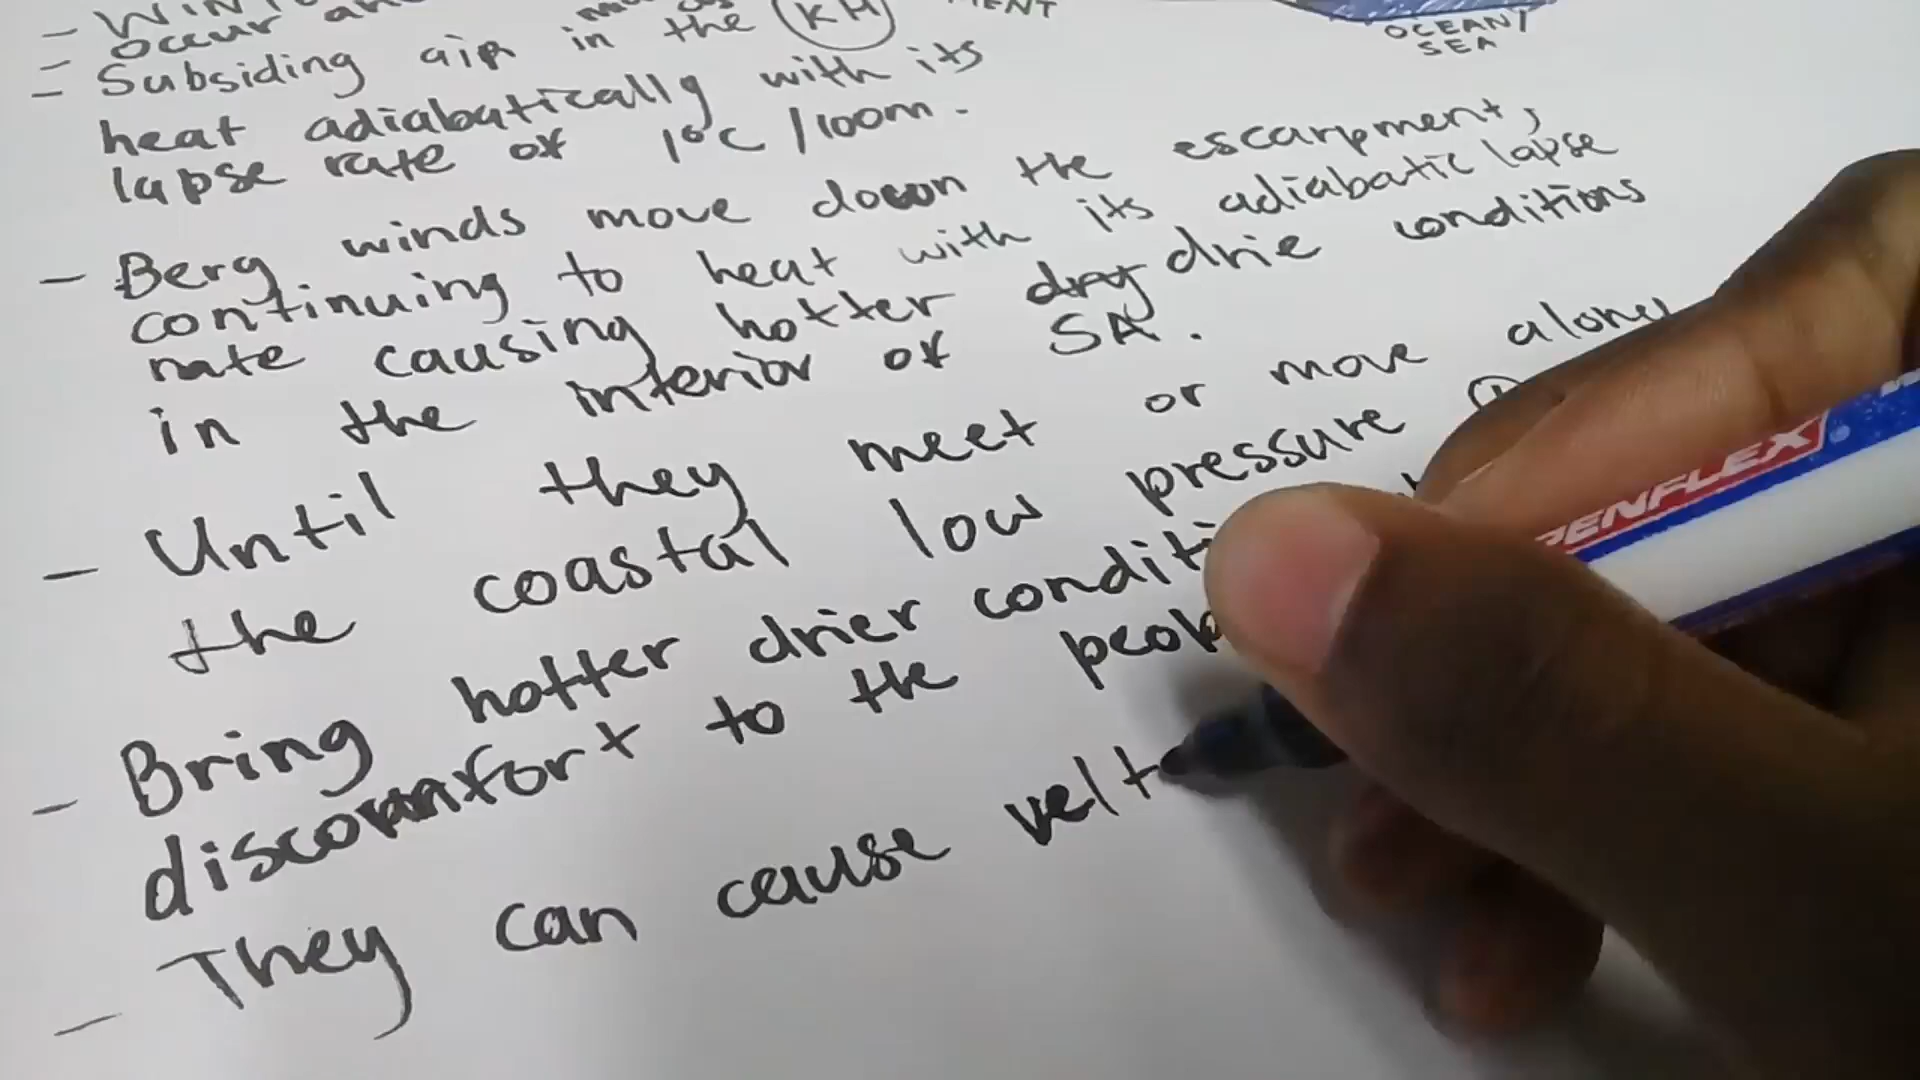 occur
- Subsiding air in the KH
heat adiabatically with its
lapse rate of 1°C /100m.
- Berg winds move down the escarpment,
continuing to heat with its adiabatic lapse
rate causing hotter dry drie conditions
in the interior of SA.
- Until they meet or move along
the coastal low pressure
- Bring hotter drier conditi
discomfort to the peop
- They can cause velt
OCEAN/
SEA
PENFLEX